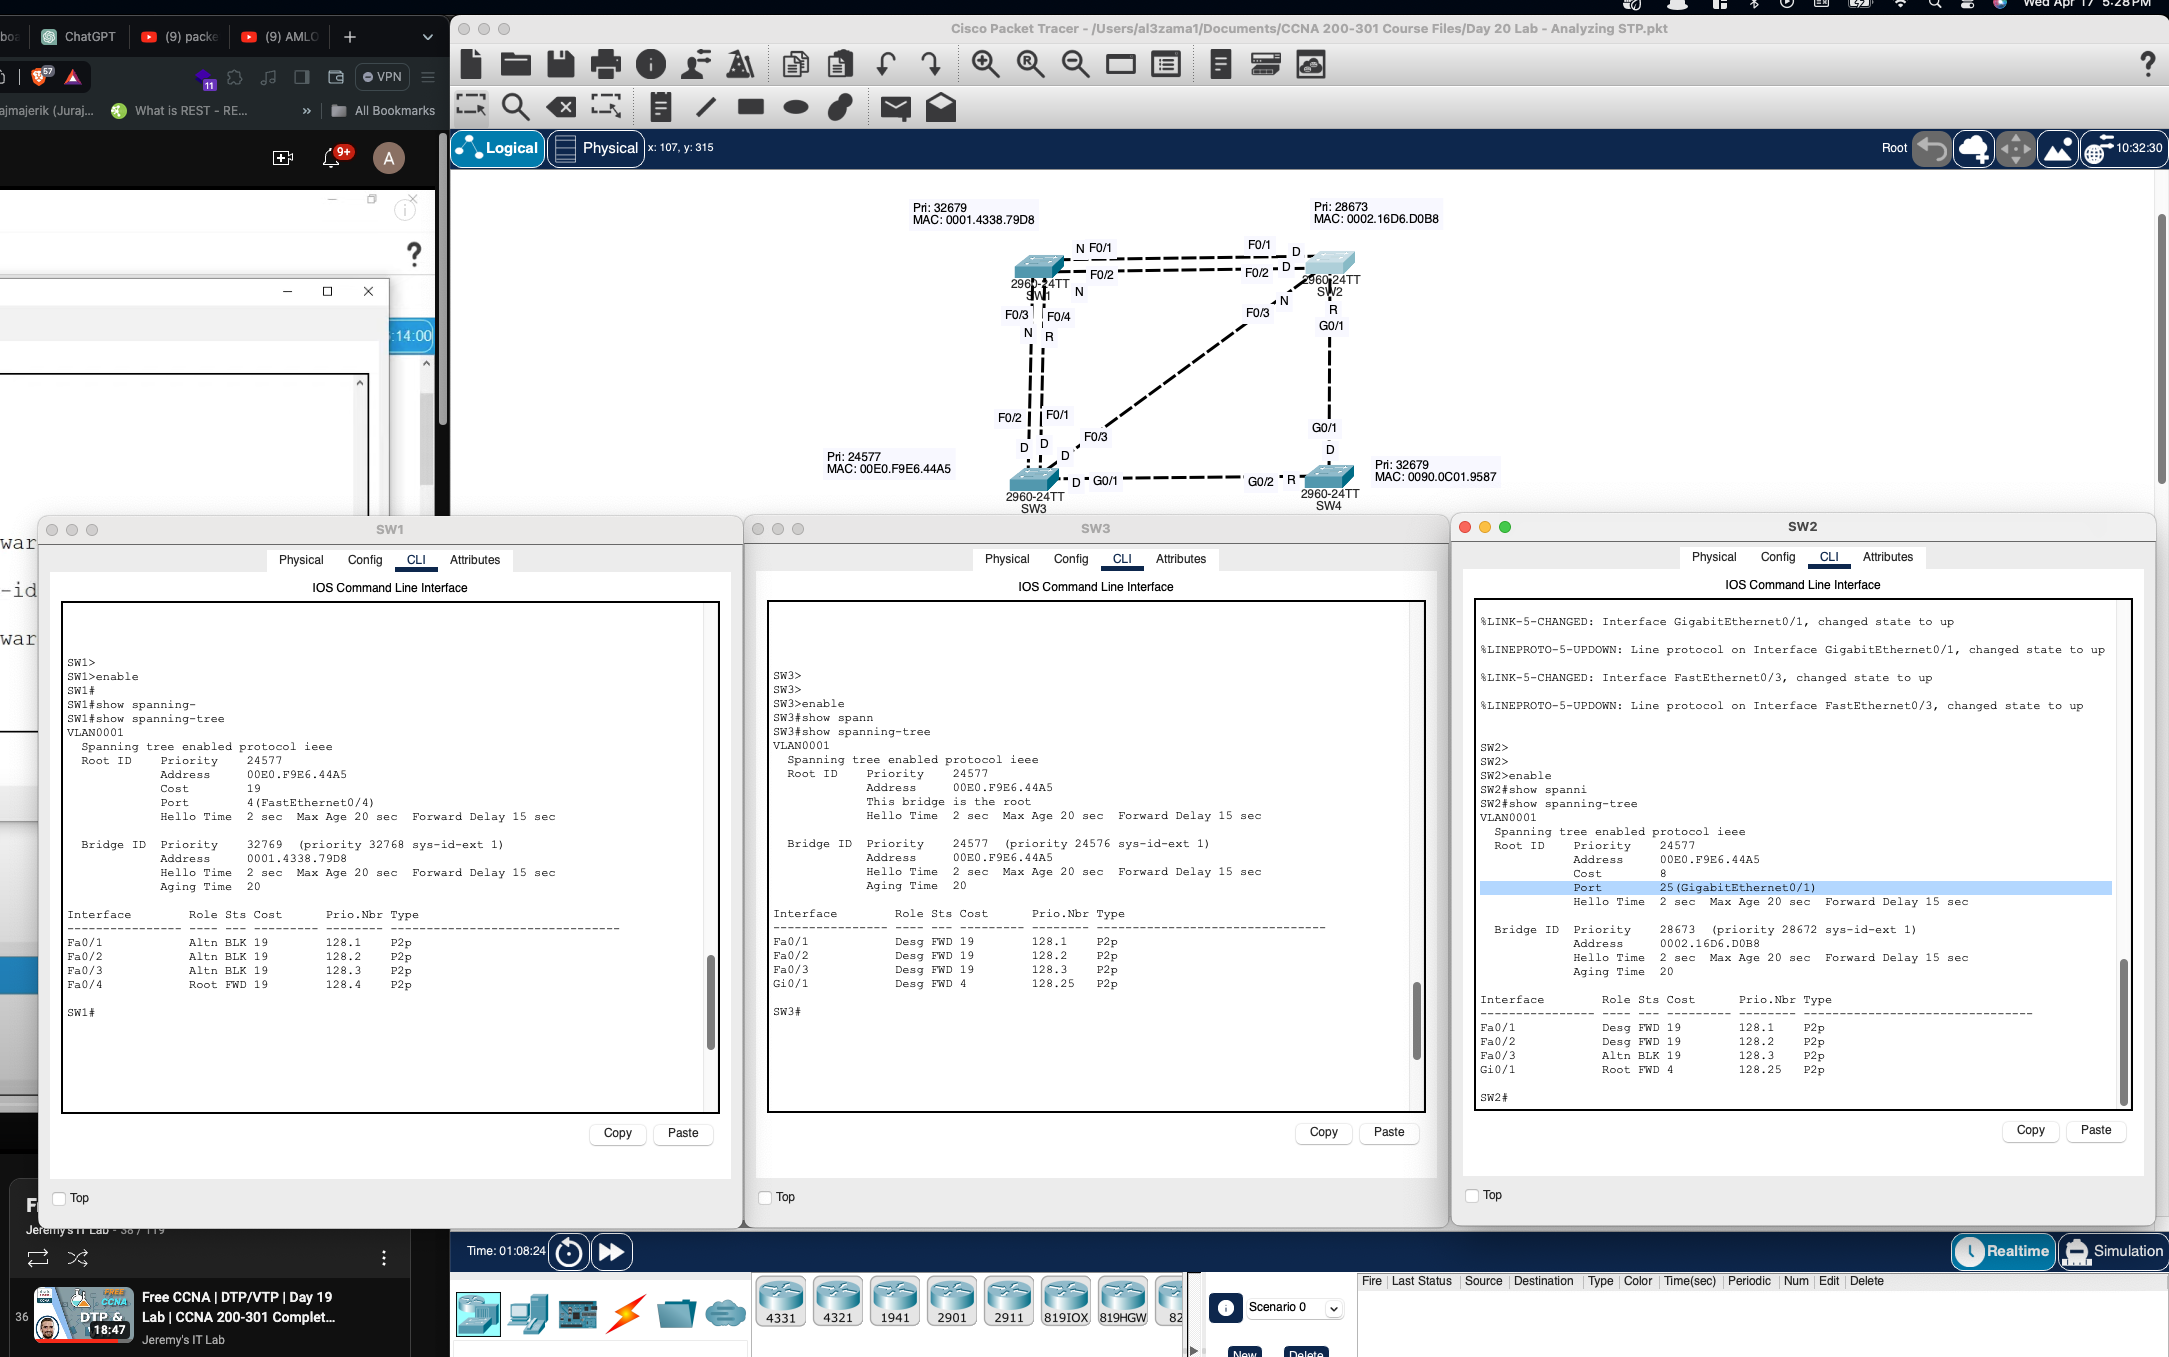 Wed Apr 17 5:28 PM
ChatGPT
(9) packe
(9) AMLO
57
11
VPN
ajmajerik (Juraj...
What is REST - RE...
»
All Bookmarks
9+
A
?
:14:00
war
-id
war
Cisco Packet Tracer - /Users/al3zama1/Documents/CCNA 200-301 Course Files/Day 20 Lab - Analyzing STP.pkt
?
Logical
Physical
x: 107, y: 315
Root
10:32:30
Pri: 32679
MAC: 0001.4338.79D8
Pri: 28673
MAC: 0002.16D6.D0B8
N F0/1
F0/1 D
F0/2
F0/2 D
2960-24TT
SW1
N
2960-24TT
SW2
N
R
F0/3
F0/4
F0/3
G0/1
N
R
F0/2
F0/1
F0/3
G0/1
D
D
D
D
Pri: 24577
MAC: 00E0.F9E6.44A5
D G0/1
G0/2 R
Pri: 32679
MAC: 0090.0C01.9587
2960-24TT
SW3
2960-24TT
SW4
SW1
Physical Config CLI Attributes
IOS Command Line Interface
SW1>
SW1>enable
SW1#
SW1#show spanning-
SW1#show spanning-tree
VLAN0001
Spanning tree enabled protocol ieee
Root ID Priority 24577
Address 00E0.F9E6.44A5
Cost 19
Port 4(FastEthernet0/4)
Hello Time 2 sec Max Age 20 sec Forward Delay 15 sec
Bridge ID Priority 32769 (priority 32768 sys-id-ext 1)
Address 0001.4338.79D8
Hello Time 2 sec Max Age 20 sec Forward Delay 15 sec
Aging Time 20
Interface Role Sts Cost Prio.Nbr Type
---------------- ---- --- --------- -------- --------------------------------
Fa0/1 Altn BLK 19 128.1 P2p
Fa0/2 Altn BLK 19 128.2 P2p
Fa0/3 Altn BLK 19 128.3 P2p
Fa0/4 Root FWD 19 128.4 P2p
SW1#
Copy Paste
Top
SW3
Physical Config CLI Attributes
IOS Command Line Interface
SW3>
SW3>
SW3>enable
SW3#show spann
SW3#show spanning-tree
VLAN0001
Spanning tree enabled protocol ieee
Root ID Priority 24577
Address 00E0.F9E6.44A5
This bridge is the root
Hello Time 2 sec Max Age 20 sec Forward Delay 15 sec
Bridge ID Priority 24577 (priority 24576 sys-id-ext 1)
Address 00E0.F9E6.44A5
Hello Time 2 sec Max Age 20 sec Forward Delay 15 sec
Aging Time 20
Interface Role Sts Cost Prio.Nbr Type
---------------- ---- --- --------- -------- --------------------------------
Fa0/1 Desg FWD 19 128.1 P2p
Fa0/2 Desg FWD 19 128.2 P2p
Fa0/3 Desg FWD 19 128.3 P2p
Gi0/1 Desg FWD 4 128.25 P2p
SW3#
Copy Paste
Top
SW2
Physical Config CLI Attributes
IOS Command Line Interface
%LINK-5-CHANGED: Interface GigabitEthernet0/1, changed state to up
%LINEPROTO-5-UPDOWN: Line protocol on Interface GigabitEthernet0/1, changed state to up
%LINK-5-CHANGED: Interface FastEthernet0/3, changed state to up
%LINEPROTO-5-UPDOWN: Line protocol on Interface FastEthernet0/3, changed state to up
SW2>
SW2>
SW2>enable
SW2#show spanni
SW2#show spanning-tree
VLAN0001
Spanning tree enabled protocol ieee
Root ID Priority 24577
Address 00E0.F9E6.44A5
Cost 8
Port 25(GigabitEthernet0/1)
Hello Time 2 sec Max Age 20 sec Forward Delay 15 sec
Bridge ID Priority 28673 (priority 28672 sys-id-ext 1)
Address 0002.16D6.D0B8
Hello Time 2 sec Max Age 20 sec Forward Delay 15 sec
Aging Time 20
Interface Role Sts Cost Prio.Nbr Type
---------------- ---- --- --------- -------- --------------------------------
Fa0/1 Desg FWD 19 128.1 P2p
Fa0/2 Desg FWD 19 128.2 P2p
Fa0/3 Altn BLK 19 128.3 P2p
Gi0/1 Root FWD 4 128.25 P2p
SW2#
Copy Paste
Top
Jeremy's IT Lab - 38 / 119
36
FREE CCNA
DTP &
18:47
Free CCNA | DTP/VTP | Day 19
Lab | CCNA 200-301 Complet...
Jeremy's IT Lab
Time: 01:08:24
Realtime
Simulation
4331 4321 1941 2901 2911 819IOX 819HGW 82
Scenario 0
New
Delete
Fire Last Status Source Destination Type Color Time(sec) Periodic Num Edit Delete